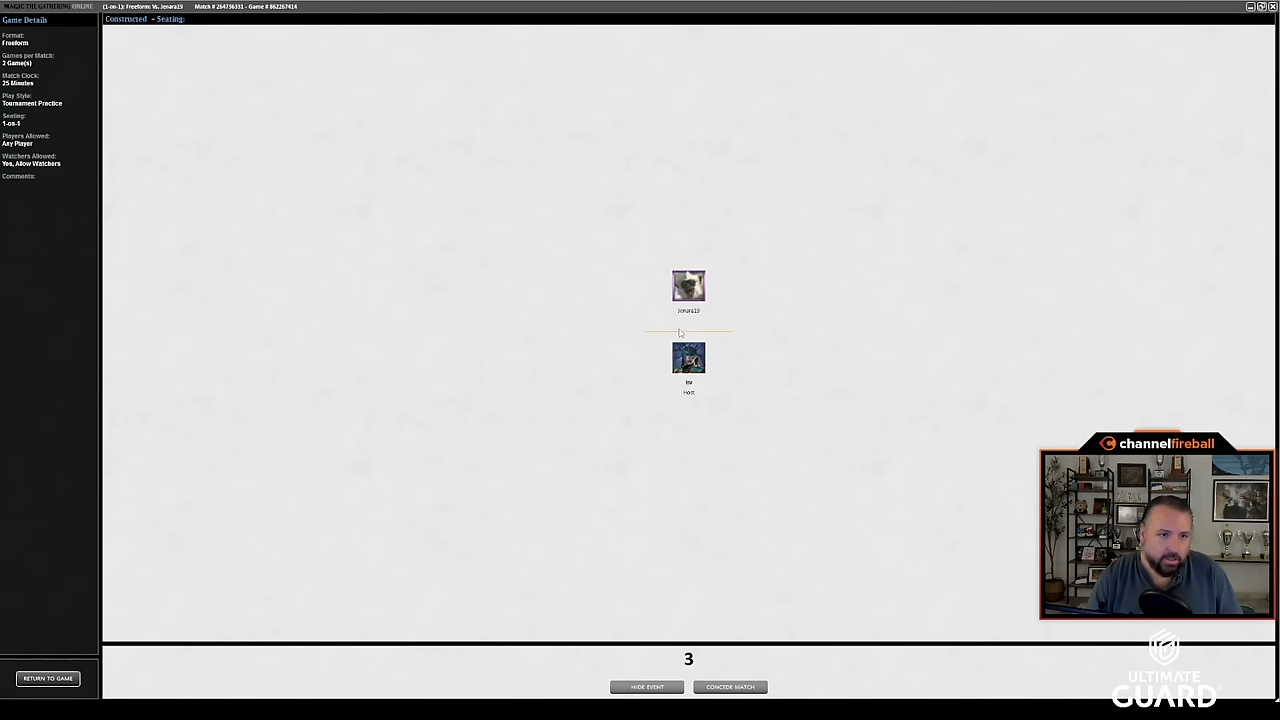 MAGIC THE GATHERING ONLINE
(1-on-1): Freeform: Vs. Jenara19 Match # 264736331 - Game # 862267414
Game Details
Constructed - Seating:
Format:
Freeform
Games per Match:
2 Game(s)
Match Clock:
25 Minutes
Play Style:
Tournament Practice
Seating:
1-on-1
Players Allowed:
Any Player
Watchers Allowed:
Yes, Allow Watchers
Comments:
Jenara19
Host
channelfireball
3
RETURN TO GAME
HIDE EVENT
CONCEDE MATCH
ULTIMATE
GUARD